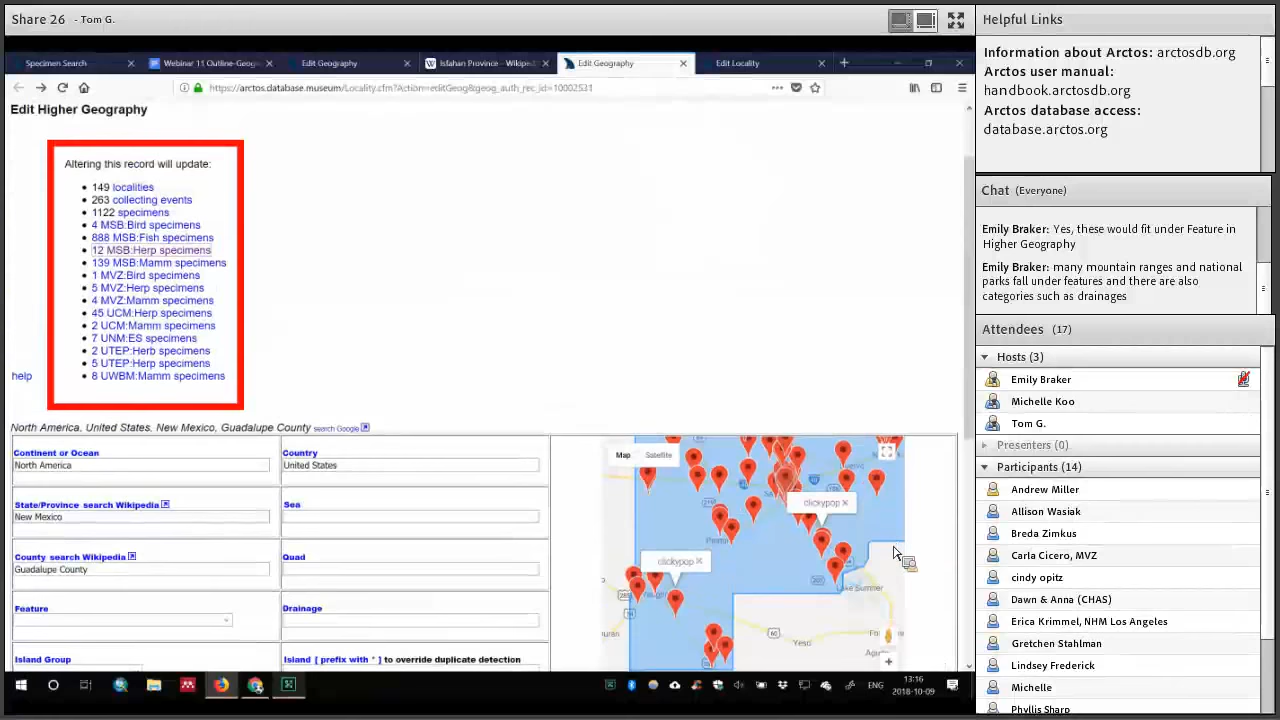 Share 26 - Tom G.
Specimen Search
Webinar 11 Outline-Geog
Edit Geography
Isfahan Province - Wikiped
Edit Geography
Edit Locality
https://arctos.database.museum/Locality.cfm?Action=editGeog&geog_auth_rec_id=10002531
Edit Higher Geography
Altering this record will update:
149 localities
263 collecting events
1122 specimens
4 MSB:Bird specimens
888 MSB:Fish specimens
12 MSB:Herp specimens
139 MSB:Mamm specimens
1 MVZ:Bird specimens
5 MVZ:Herp specimens
4 MVZ:Mamm specimens
45 UCM:Herp specimens
2 UCM:Mamm specimens
7 UNM:ES specimens
2 UTEP:Herb specimens
5 UTEP:Herp specimens
8 UWBM:Mamm specimens
help
North America, United States, New Mexico, Guadalupe County search Google
Continent or Ocean
North America
Country
United States
State/Province search Wikipedia
New Mexico
Sea
County search Wikipedia
Guadalupe County
Quad
Feature
Drainage
Island Group
Island [ prefix with * ] to override duplicate detection
Map Satellite
clickypop
clickypop
Yeso
60
ENG
13:16
2018-10-09
Helpful Links
Information about Arctos: arctosdb.org
Arctos user manual:
handbook.arctosdb.org
Arctos database access:
database.arctos.org
Chat (Everyone)
Emily Braker: Yes, these would fit under Feature in
Higher Geography
Emily Braker: many mountain ranges and national
parks fall under features and there are also
categories such as drainages
Attendees (17)
Hosts (3)
Emily Braker
Michelle Koo
Tom G.
Presenters (0)
Participants (14)
Andrew Miller
Allison Wasiak
Breda Zimkus
Carla Cicero, MVZ
cindy opitz
Dawn & Anna (CHAS)
Erica Krimmel, NHM Los Angeles
Gretchen Stahlman
Lindsey Frederick
Michelle
Phyllis Sharp